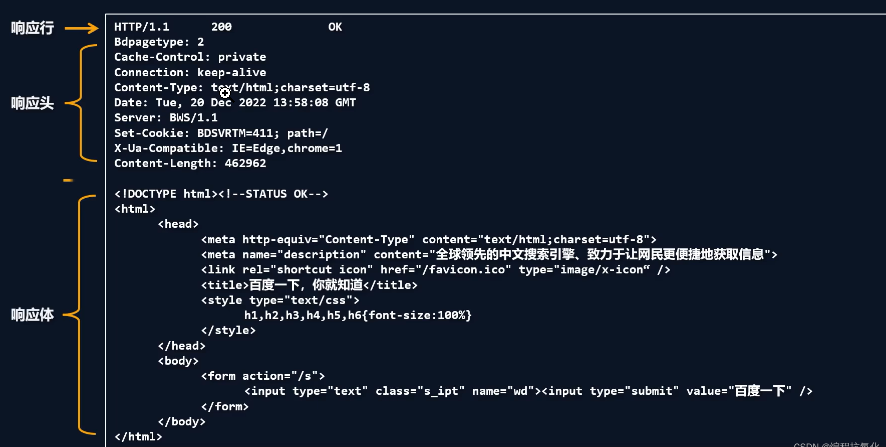 响应行
HTTP/1.1 200 OK
响应头
Bdpagetype: 2
Cache-Control: private
Connection: keep-alive
Content-Type: text/html;charset=utf-8
Date: Tue, 20 Dec 2022 13:58:08 GMT
Server: BWS/1.1
Set-Cookie: BDSVRTM=411; path=/
X-Ua-Compatible: IE=Edge,chrome=1
Content-Length: 462962
响应体
<!DOCTYPE html><!--STATUS OK-->
<html>
<head>
<meta http-equiv="Content-Type" content="text/html;charset=utf-8">
<meta name="description" content="全球领先的中文搜索引擎、致力于让网民更便捷地获取信息">
<link rel="shortcut icon" href="/favicon.ico" type="image/x-icon“ />
<title>百度一下，你就知道</title>
<style type="text/css">
h1,h2,h3,h4,h5,h6{font-size:100%}
</style>
</head>
<body>
<form action="/s">
<input type="text" class="s_ipt" name="wd"><input type="submit" value="百度一下" />
</form>
</body>
</html>